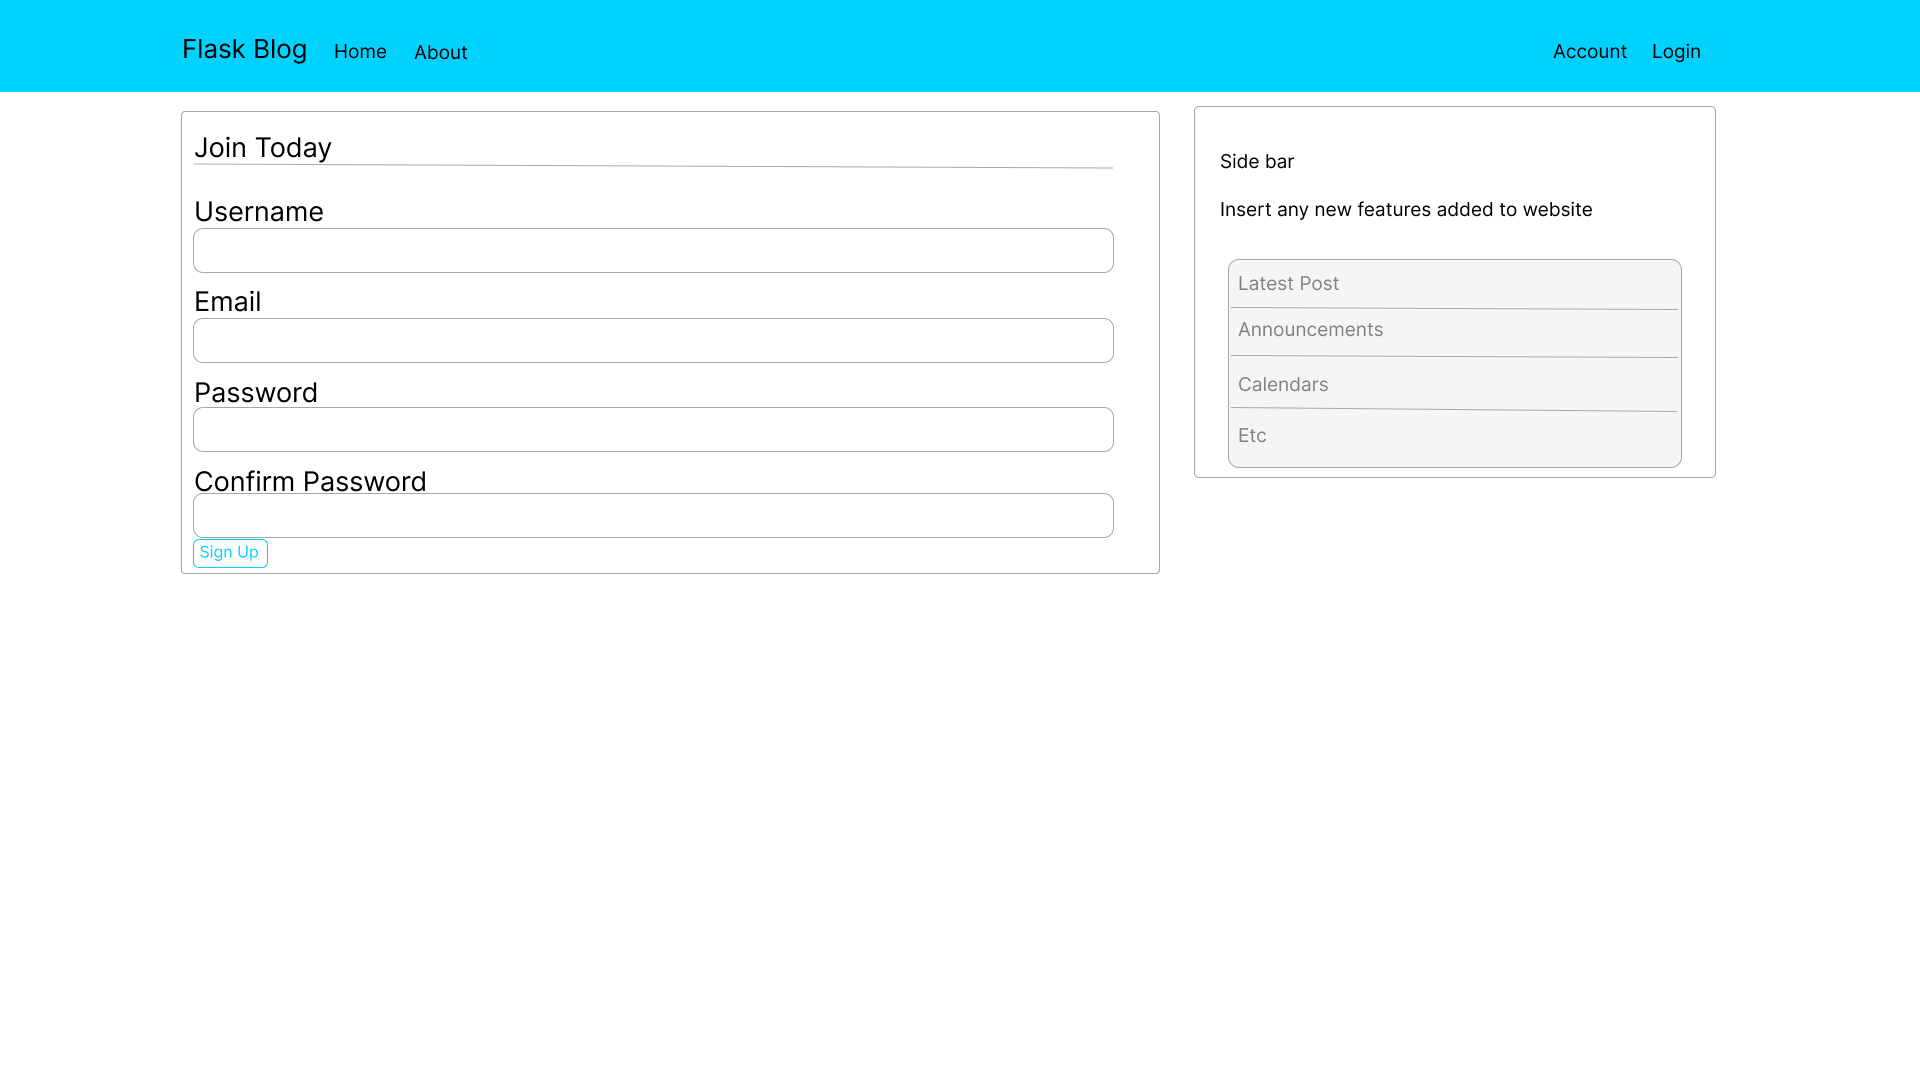 Flask Blog Home About Account Login
Join Today
Username
Email
Password
Confirm Password
Sign Up
Side bar
Insert any new features added to website
Latest Post
Announcements
Calendars
Etc